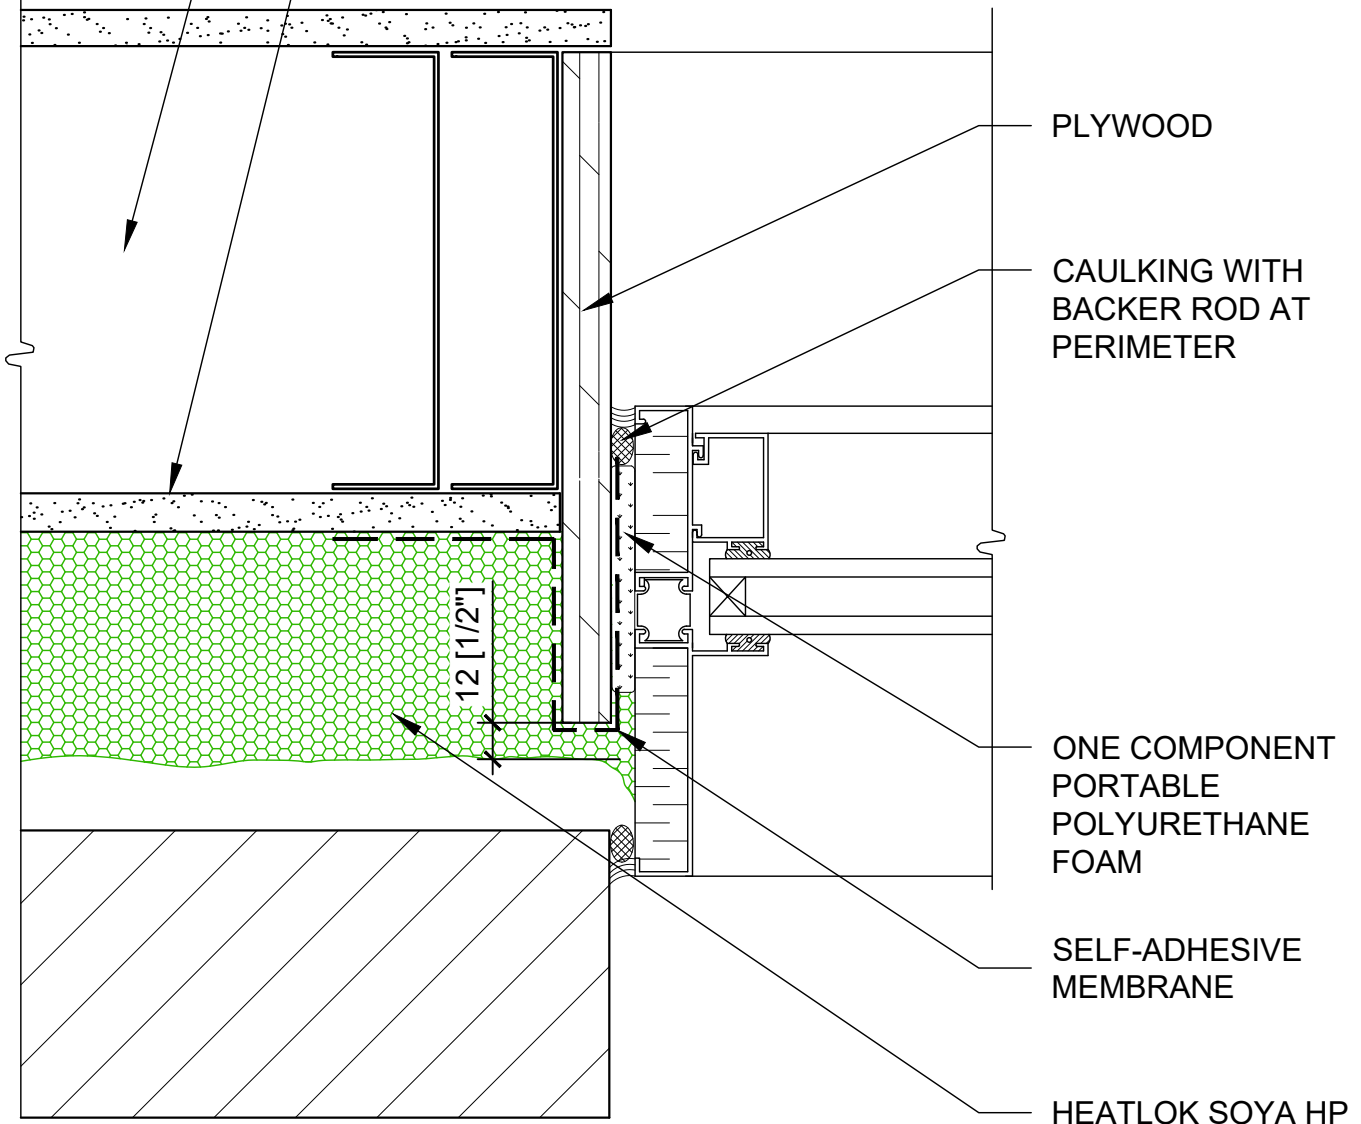 PLYWOOD
CAULKING WITH
BACKER ROD AT
PERIMETER
12 [1/2"]
ONE COMPONENT
PORTABLE
POLYURETHANE
FOAM
SELF-ADHESIVE
MEMBRANE
HEATLOK SOYA HP